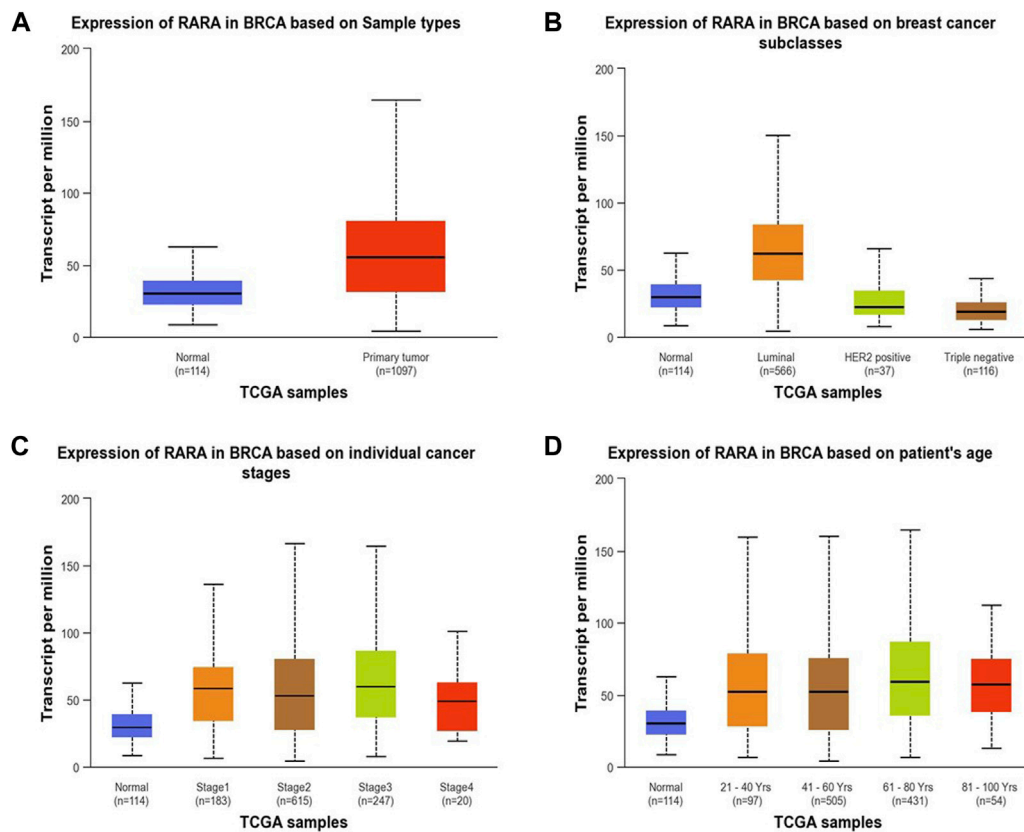 A
Expression of RARA in BRCA based on Sample types
Transcript per million
200
150
100
50
0
Normal
(n=114)
Primary tumor
(n=1097)
TCGA samples
B
Expression of RARA in BRCA based on breast cancer
subclasses
Transcript per million
200
150
100
50
0
Normal
(n=114)
Luminal
(n=566)
HER2 positive
(n=37)
Triple negative
(n=116)
TCGA samples
C
Expression of RARA in BRCA based on individual cancer
stages
Transcript per million
200
150
100
50
0
Normal
(n=114)
Stage1
(n=183)
Stage2
(n=615)
Stage3
(n=247)
Stage4
(n=20)
TCGA samples
D
Expression of RARA in BRCA based on patient's age
Transcript per million
200
150
100
50
0
Normal
(n=114)
21 - 40 Yrs
(n=97)
41 - 60 Yrs
(n=505)
61 - 80 Yrs
(n=431)
81 - 100 Yrs
(n=54)
TCGA samples